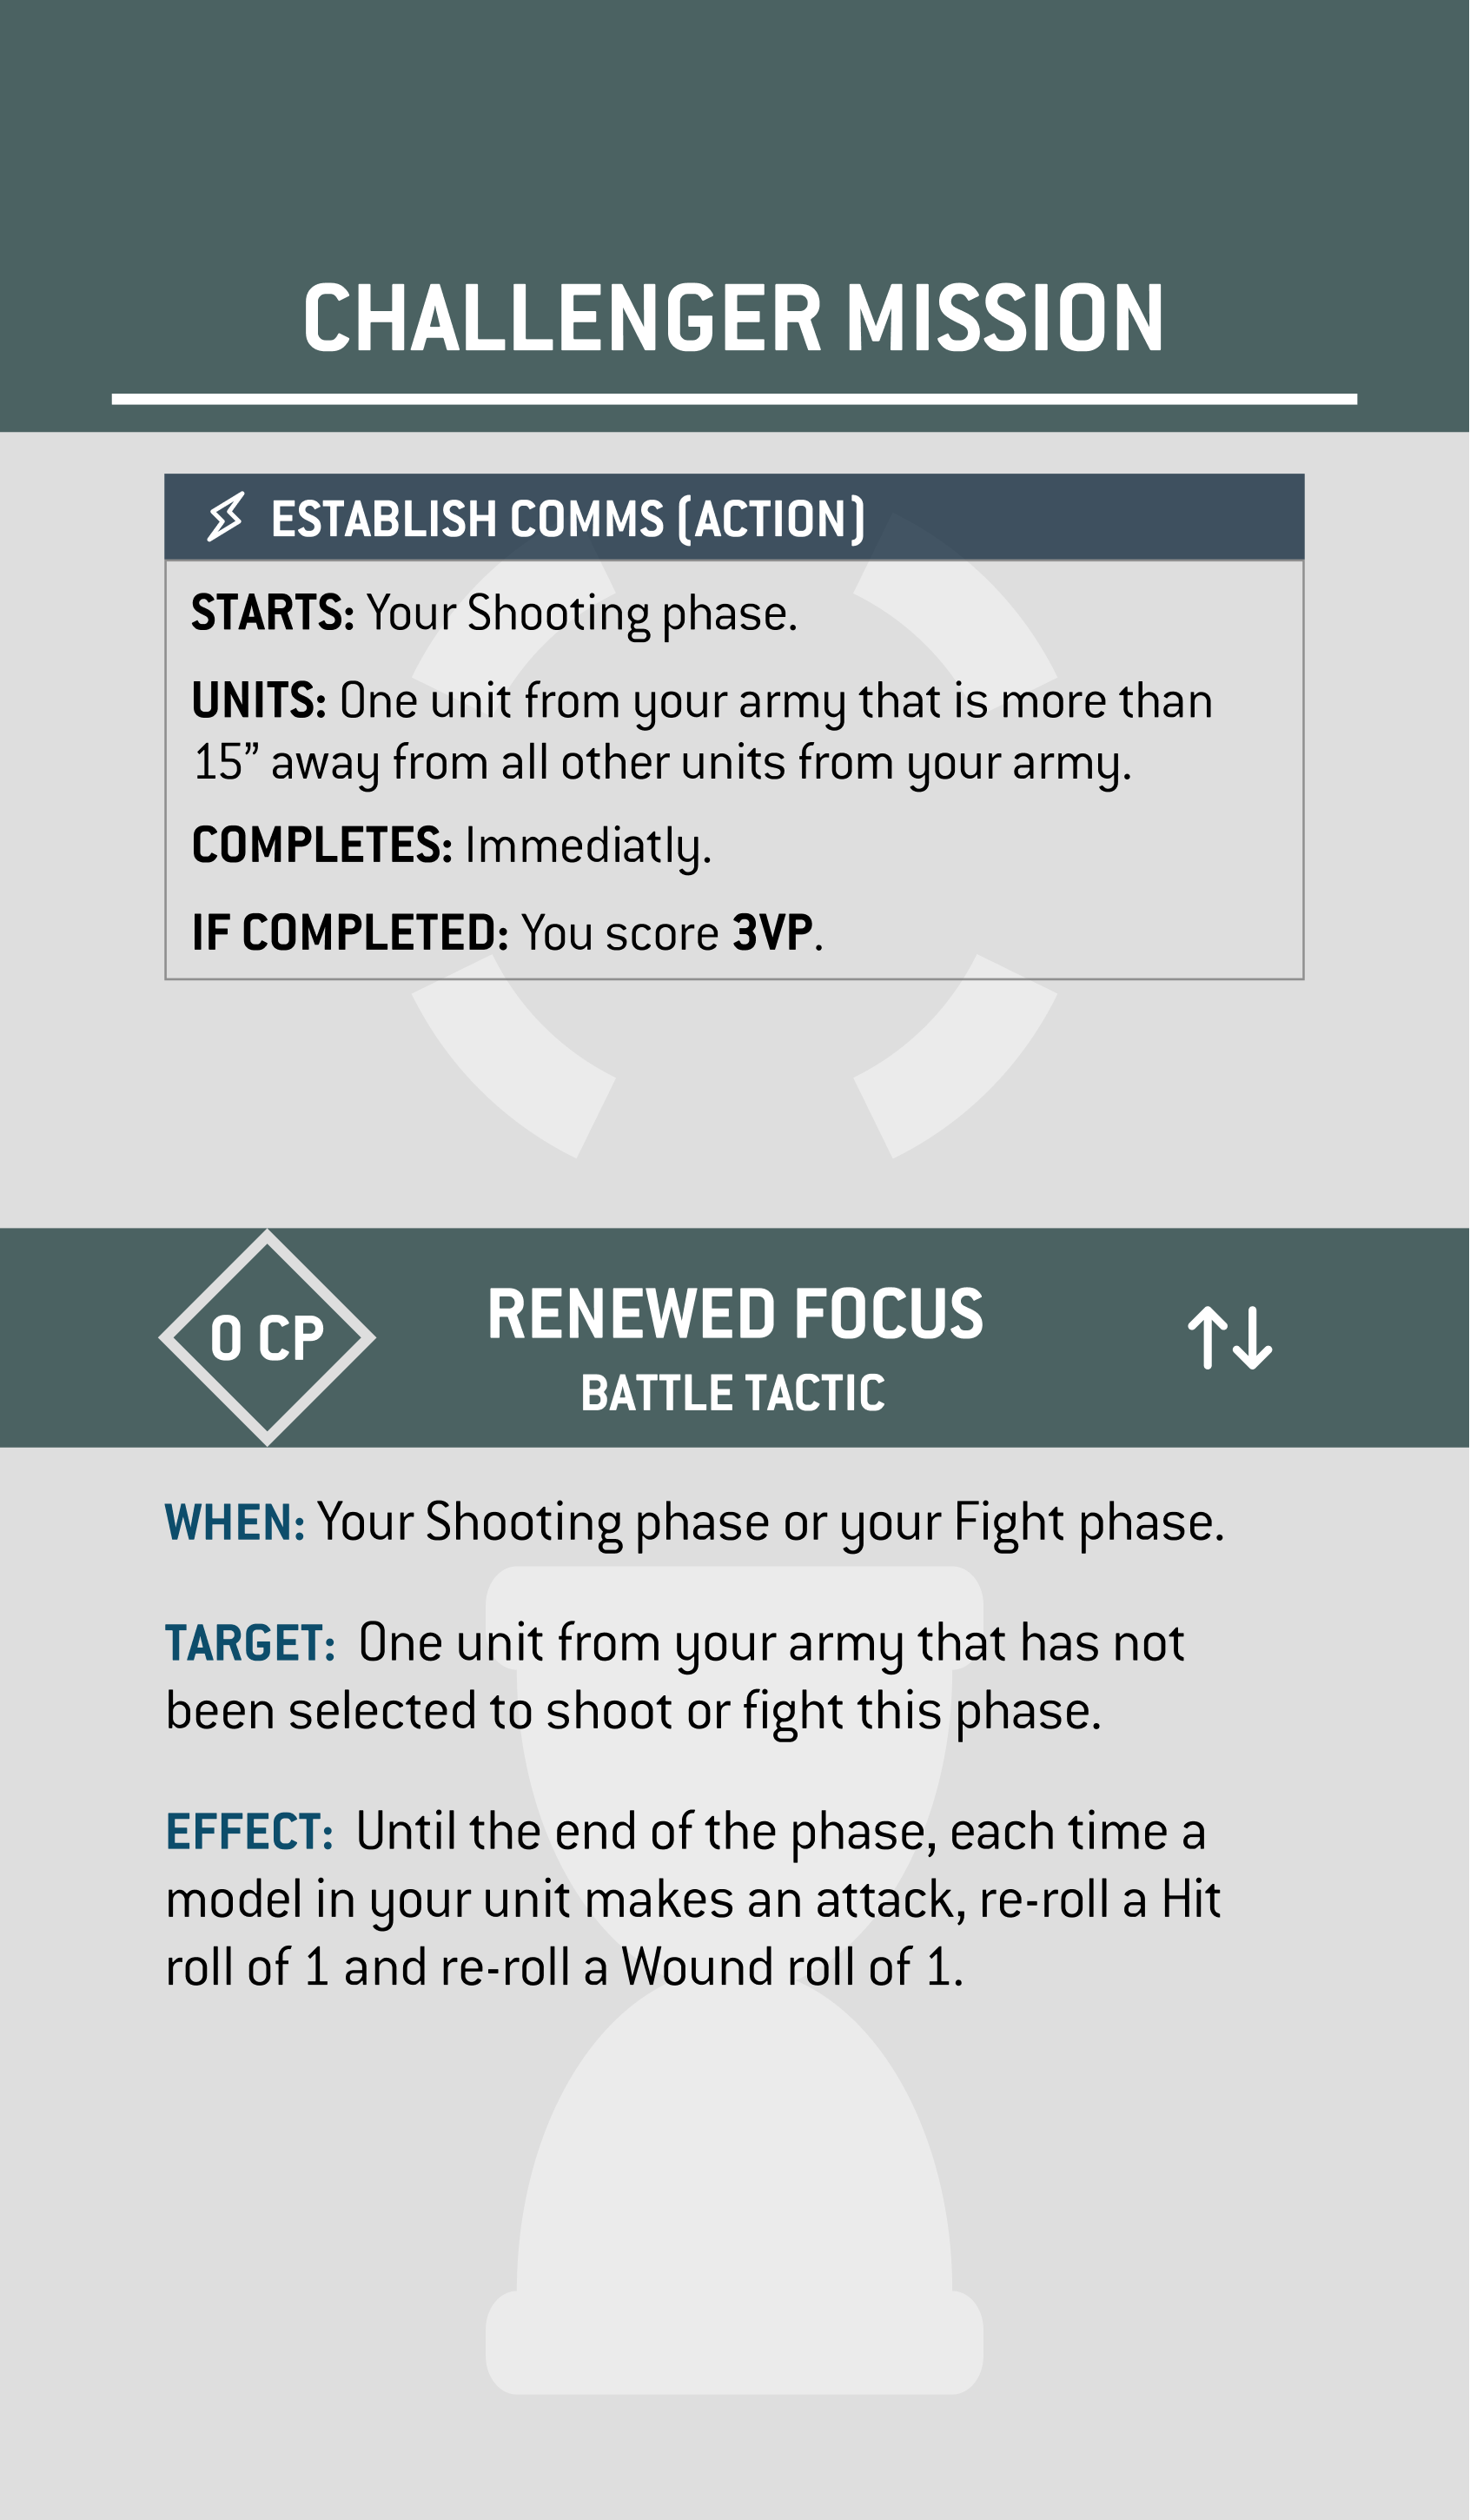 CHALLENGER MISSION
ESTABLISH COMMS (ACTION)
STARTS: Your Shooting phase.
UNITS: One unit from your army that is more than
15” away from all other units from your army.
COMPLETES: Immediatly.
IF COMPLETED: You score 3VP.
0 CP
RENEWED FOCUS
BATTLE TACTIC
WHEN: Your Shooting phase or your Fight phase.
TARGET: One unit from your army that has not
been selected to shoot or fight this phase.
EFFECT: Until the end of the phase, each time a
model in your unit makes an attack, re-roll a Hit
roll of 1 and re-roll a Wound roll of 1.